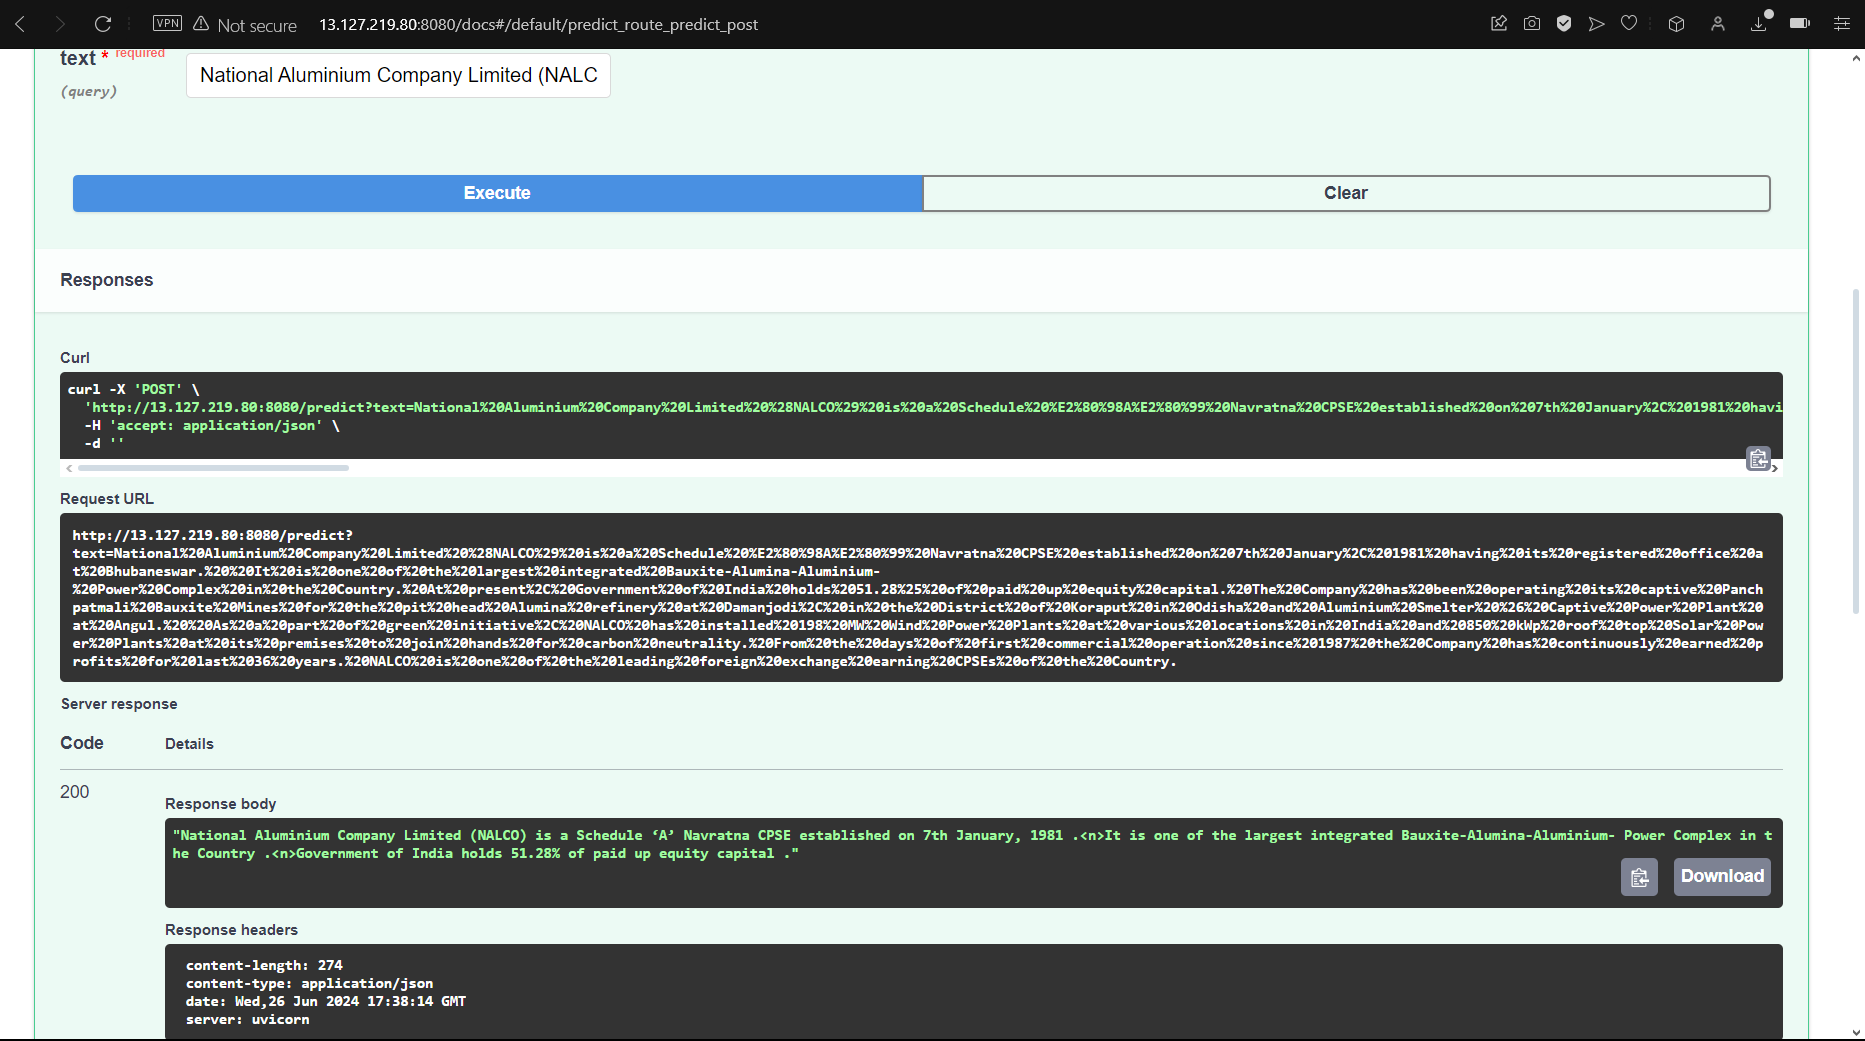 VPN Not secure 13.127.219.80:8080/docs#/default/predict_route_predict_post
text * required
National Aluminium Company Limited (NALC
(query)
Execute Clear
Responses
Curl
curl -X 'POST' \
'http://13.127.219.80:8080/predict?text=National%20Aluminium%20Company%20Limited%20%28NALCO%29%20is%20a%20Schedule%20%E2%80%98A%E2%80%99%20Navratna%20CPSE%20established%20on%207th%20January%2C%201981%20havi
-H 'accept: application/json' \
-d ''
Request URL
http://13.127.219.80:8080/predict?
text=National%20Aluminium%20Company%20Limited%20%28NALCO%29%20is%20a%20Schedule%20%E2%80%98A%E2%80%99%20Navratna%20CPSE%20established%20on%207th%20January%2C%201981%20having%20its%20registered%20office%20a
t%20Bhubaneswar.%20%20It%20is%20one%20of%20the%20largest%20integrated%20Bauxite-Alumina-Aluminium-
%20Power%20Complex%20in%20the%20Country.%20At%20present%2C%20Government%20of%20India%20holds%2051.28%25%20of%20paid%20up%20equity%20capital.%20The%20Company%20has%20been%20operating%20its%20captive%20Panch
patmali%20Bauxite%20Mines%20for%20the%20pit%20head%20Alumina%20refinery%20at%20Damanjodi%2C%20in%20the%20District%20of%20Koraput%20in%20Odisha%20and%20Aluminium%20Smelter%20%26%20Captive%20Power%20Plant%20
at%20Angul.%20%20As%20a%20part%20of%20green%20initiative%2C%20NALCO%20has%20installed%20198%20MW%20Wind%20Power%20Plants%20at%20various%20locations%20in%20India%20and%20850%20kWp%20roof%20top%20Solar%20Pow
er%20Plants%20at%20its%20premises%20to%20join%20hands%20for%20carbon%20neutrality.%20From%20the%20days%20of%20first%20commercial%20operation%20since%201987%20the%20Company%20has%20continuously%20earned%20p
rofits%20for%20last%2036%20years.%20NALCO%20is%20one%20of%20the%20leading%20foreign%20exchange%20earning%20CPSEs%20of%20the%20Country.
Server response
Code Details
200
Response body
"National Aluminium Company Limited (NALCO) is a Schedule ‘A’ Navratna CPSE established on 7th January, 1981 .<n>It is one of the largest integrated Bauxite-Alumina-Aluminium- Power Complex in t
he Country .<n>Government of India holds 51.28% of paid up equity capital ."
Download
Response headers
content-length: 274
content-type: application/json
date: Wed,26 Jun 2024 17:38:14 GMT
server: uvicorn